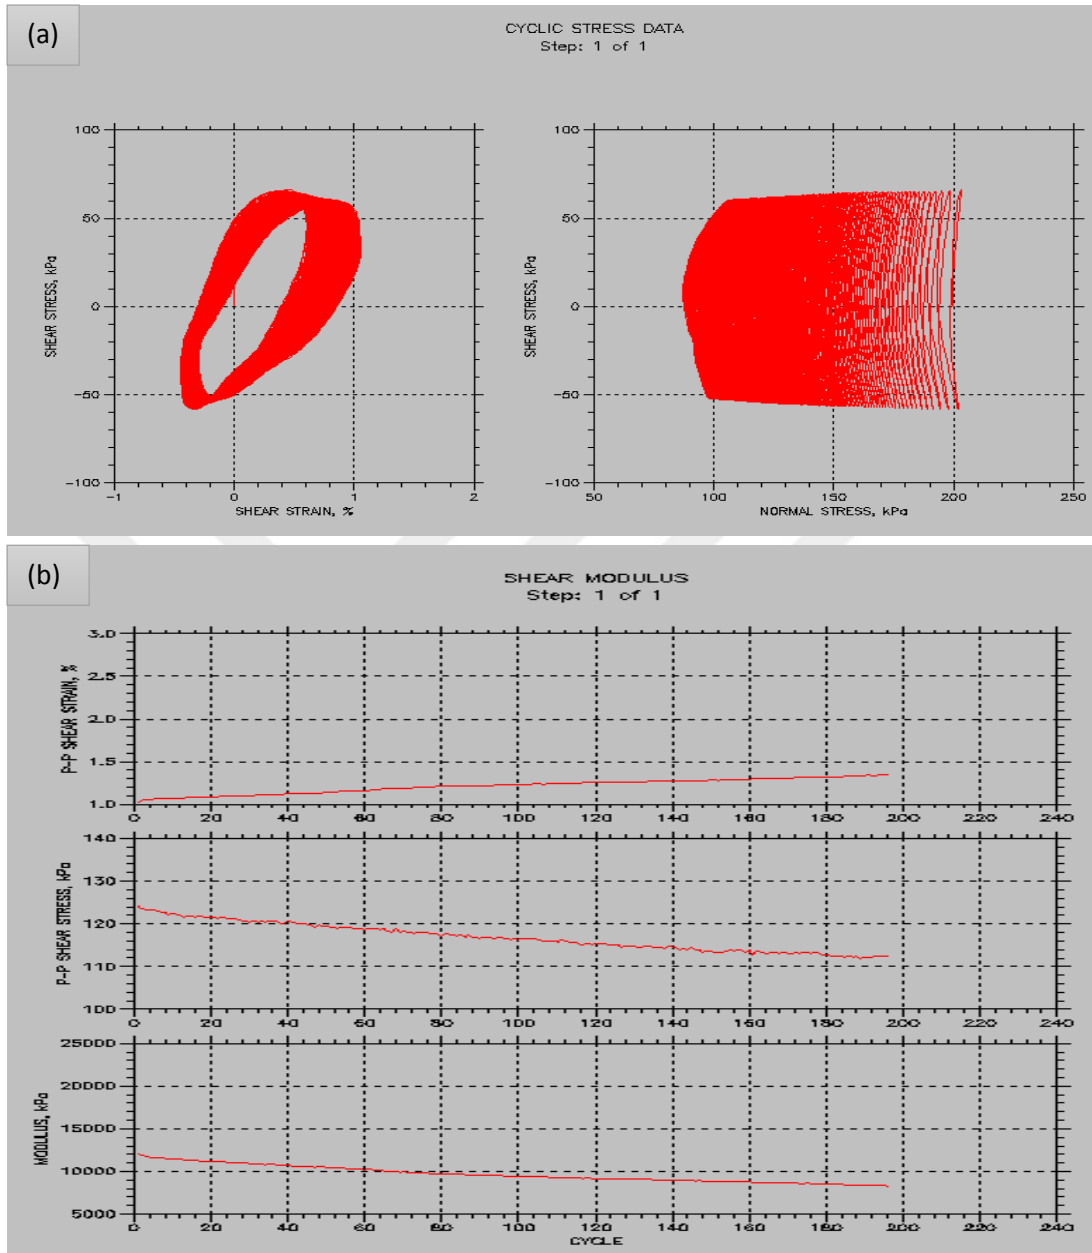 (a)
CYCLIC STRESS DATA
Step: 1 of 1
SHEAR STRESS, kPa
100
50
0
-50
-100
-1 0 1 2
SHEAR STRAIN, %
SHEAR STRESS, kPa
100
50
0
-50
-100
50 100 150 200 250
NORMAL STRESS, kPa
(b)
SHEAR MODULUS
Step: 1 of 1
P-P SHEAR STRAIN, %
3.0
2.5
2.0
1.5
1.0
0 20 40 60 80 100 120 140 160 180 200 220 240
P-P SHEAR STRESS, kPa
140
130
120
110
100
0 20 40 60 80 100 120 140 160 180 200 220 240
MODULUS, kPa
25000
20000
15000
10000
5000
0 20 40 60 80 100 120 140 160 180 200 220 240
CYCLE